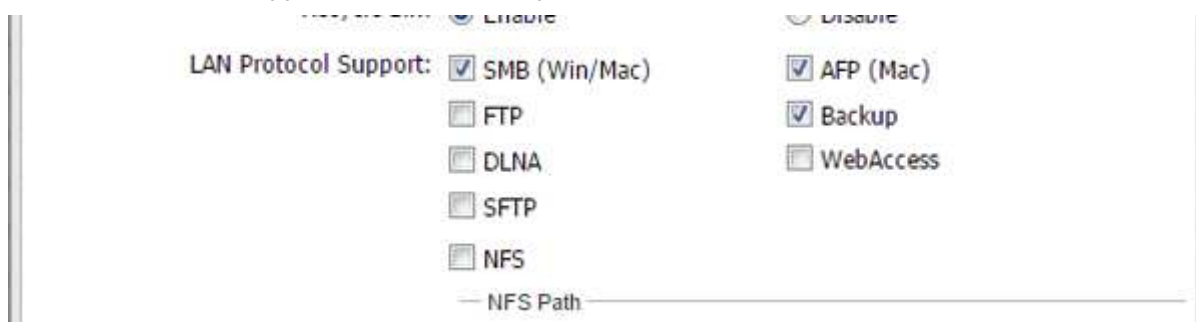 Enable Disable
LAN Protocol Support: SMB (Win/Mac) AFP (Mac)
FTP Backup
DLNA WebAccess
SFTP
NFS
NFS Path